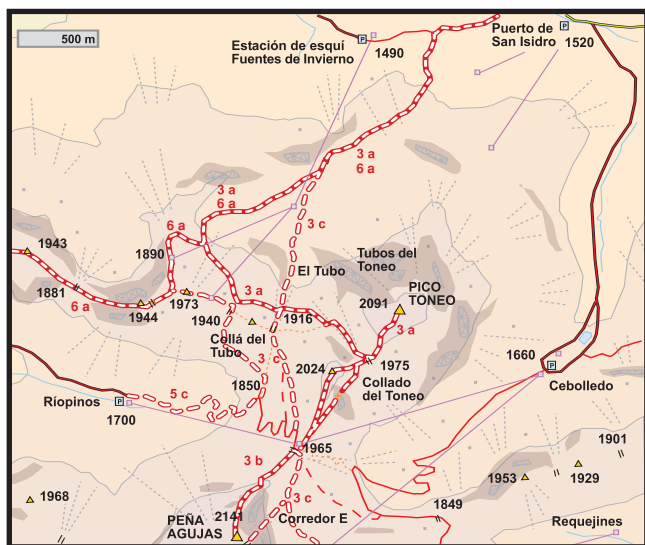 500 m
Estación de esquí
Fuentes de Invierno
1490
Puerto de
San Isidro
1520
P
P
3 a
6 a
3 a
6 a
3 c
6 a
1943
1890
El Tubo
Tubos del
Toneo
PICO
TONEO
2091
1881
6 a
1973
1944
3 a
1940
1916
3 a
Collá del
Tubo
3 c
1975
2024
Collado
del Toneo
1660
P
Cebolledo
1850
5 c
Ríopinos
P
1700
1965
3 b
1901
1929
1953
1968
3 c
1849
2141
PEÑA
AGUJAS
Corredor E
Requejines